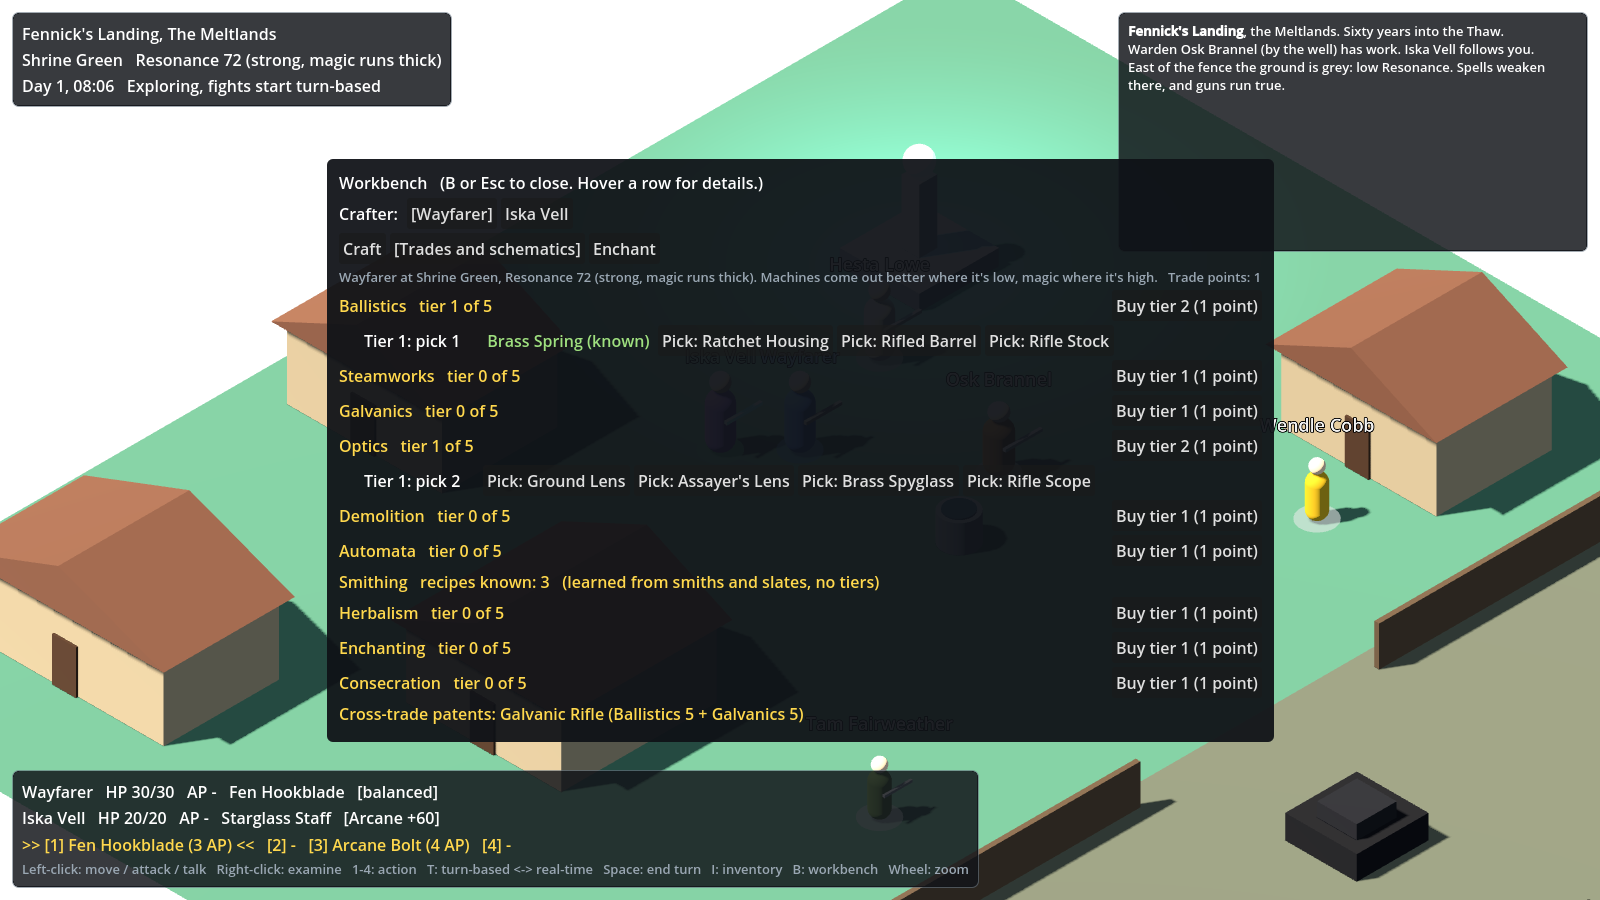 Fennick's Landing, The Meltlands
Shrine Green   Resonance 72 (strong, magic runs thick)
Day 1, 08:06   Exploring, fights start turn-based
Fennick's Landing, the Meltlands. Sixty years into the Thaw.
Warden Osk Brannel (by the well) has work. Iska Vell follows you.
East of the fence the ground is grey: low Resonance. Spells weaken
there, and guns run true.
Workbench   (B or Esc to close. Hover a row for details.)
Crafter:   [Wayfarer]   Iska Vell
Craft   [Trades and schematics]   Enchant
Hesta Lowe
Wayfarer at Shrine Green, Resonance 72 (strong, magic runs thick). Machines come out better where it's low, magic where it's high.   Trade points: 1
Ballistics   tier 1 of 5   Buy tier 2 (1 point)
Tier 1: pick 1   Brass Spring (known)   Pick: Ratchet Housing   Pick: Rifled Barrel   Pick: Rifle Stock
Iska Vell Wayfarer
Steamworks   tier 0 of 5   Buy tier 1 (1 point)
Osk Brannel
Galvanics   tier 0 of 5   Buy tier 1 (1 point)
Wendle Cobb
Optics   tier 1 of 5   Buy tier 2 (1 point)
Tier 1: pick 2   Pick: Ground Lens   Pick: Assayer's Lens   Pick: Brass Spyglass   Pick: Rifle Scope
Demolition   tier 0 of 5   Buy tier 1 (1 point)
Automata   tier 0 of 5   Buy tier 1 (1 point)
Smithing   recipes known: 3   (learned from smiths and slates, no tiers)
Herbalism   tier 0 of 5   Buy tier 1 (1 point)
Enchanting   tier 0 of 5   Buy tier 1 (1 point)
Consecration   tier 0 of 5   Buy tier 1 (1 point)
Cross-trade patents: Galvanic Rifle (Ballistics 5 + Galvanics 5)
Tam Fairweather
Wayfarer   HP 30/30   AP -   Fen Hookblade   [balanced]
Iska Vell   HP 20/20   AP -   Starglass Staff   [Arcane +60]
>> [1] Fen Hookblade (3 AP) <<   [2] -   [3] Arcane Bolt (4 AP)   [4] -
Left-click: move / attack / talk   Right-click: examine   1-4: action   T: turn-based <-> real-time   Space: end turn   I: inventory   B: workbench   Wheel: zoom